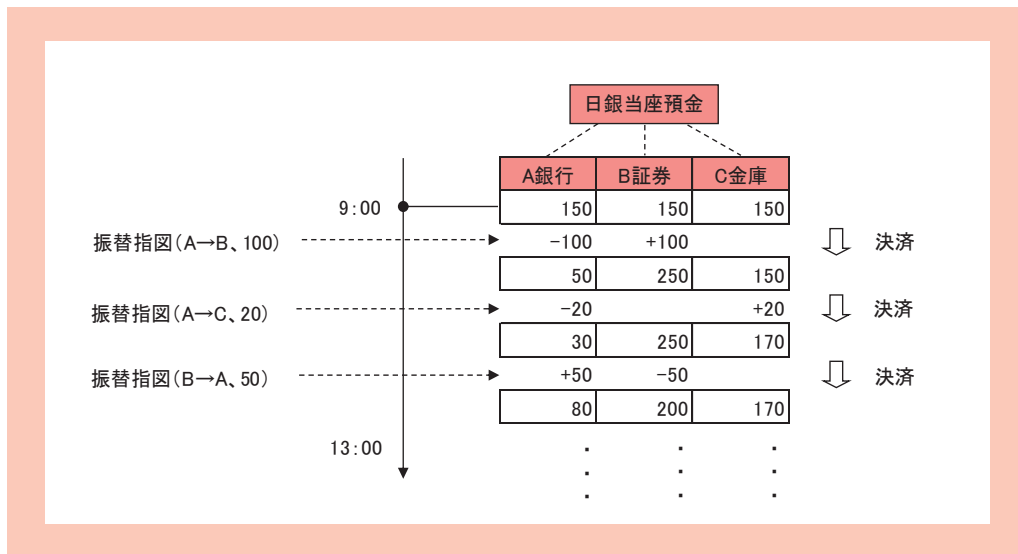 日銀当座預金
A銀行 B証券 C金庫
9:00 150 150 150
振替指図(A→B、100) -100 +100 決済
50 250 150
振替指図(A→C、20) -20 +20 決済
30 250 170
振替指図(B→A、50) +50 -50 決済
80 200 170
13:00